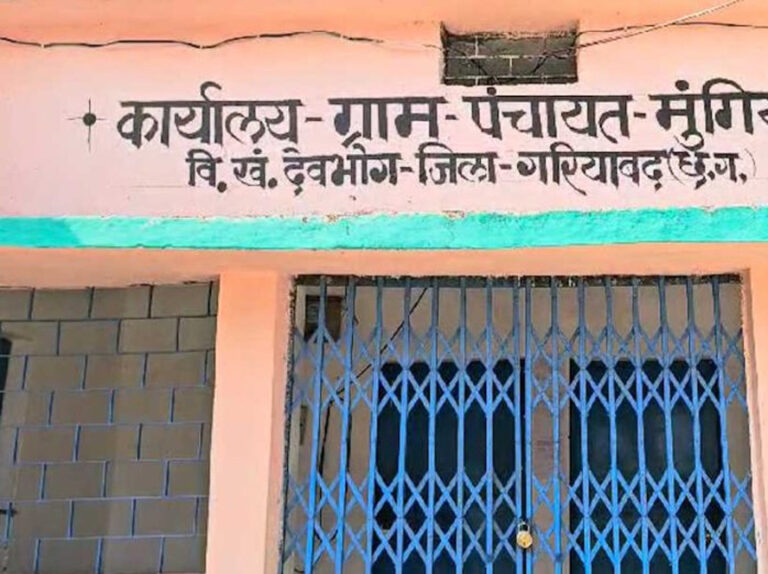 कार्यालय-ग्राम-पंचायत-
वि.खं. देवभोग-जिला-गरियाबद(छ.ग.)